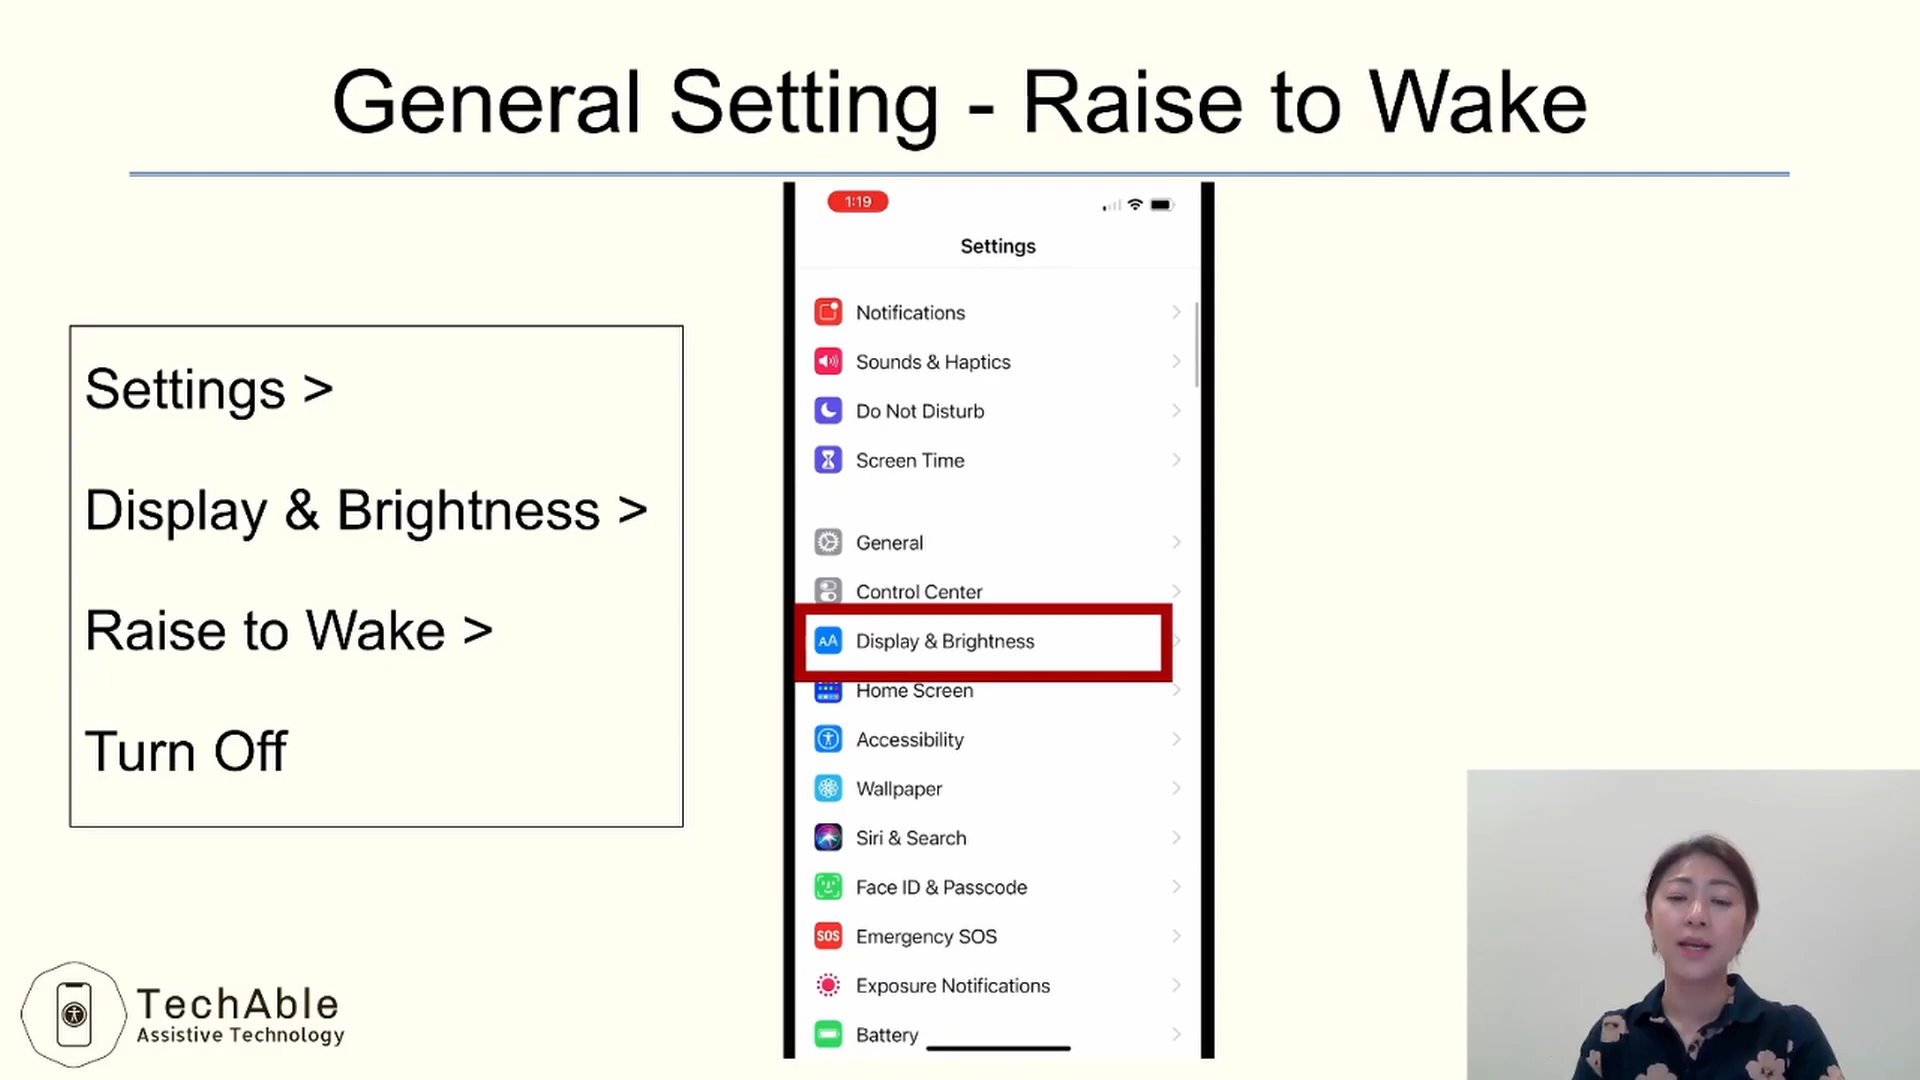 General Setting - Raise to Wake
Settings >
Display & Brightness >
Raise to Wake >
Turn Off
1:19
Settings
Notifications
Sounds & Haptics
Do Not Disturb
Screen Time
General
Control Center
AA Display & Brightness
Home Screen
Accessibility
Wallpaper
Siri & Search
Face ID & Passcode
SOS Emergency SOS
Exposure Notifications
Battery
TechAble
Assistive Technology